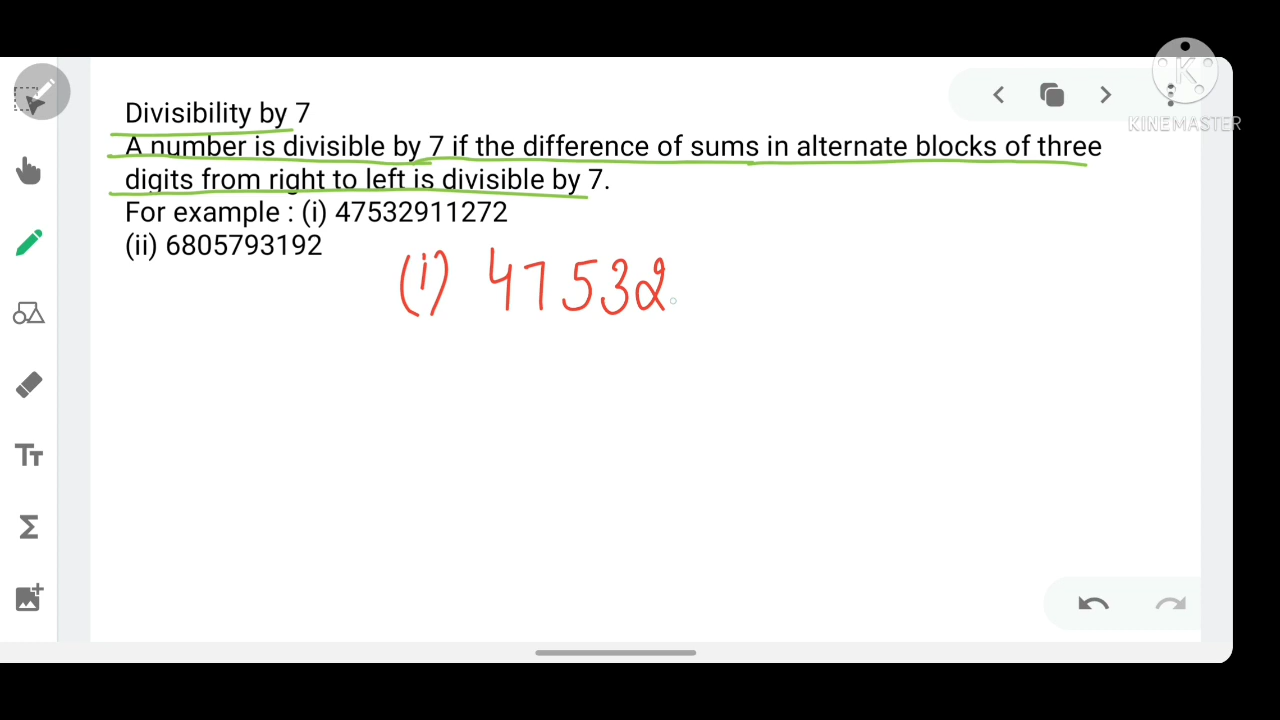 KINEMASTER
Divisibility by 7
A number is divisible by 7 if the difference of sums in alternate blocks of three
digits from right to left is divisible by 7.
For example : (i) 47532911272
(ii) 6805793192
(i) 47532
Tт
Σ